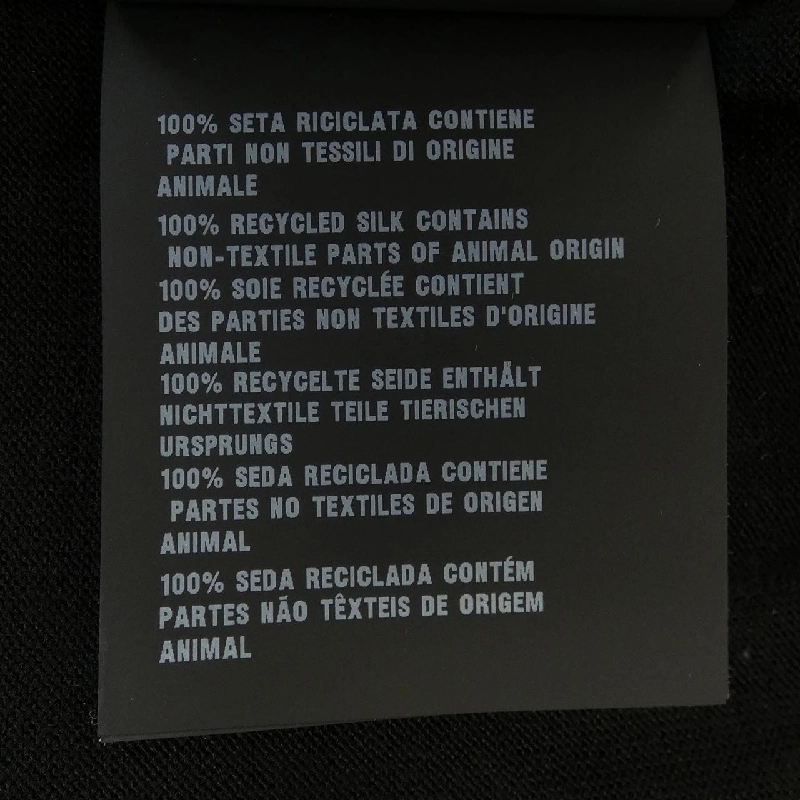 100% SETA RICICLATA CONTIENE
PARTI NON TESSILI DI ORIGINE
ANIMALE
100% RECYCLED SILK CONTAINS
NON-TEXTILE PARTS OF ANIMAL ORIGIN
100% SOIE RECYCLÉE CONTIENT
DES PARTIES NON TEXTILES D'ORIGINE
ANIMALE
100% RECYCELTE SEIDE ENTHÄLT
NICHTTEXTILE TEILE TIERISCHEN
URSPRUNGS
100% SEDA RECICLADA CONTIENE
PARTES NO TEXTILES DE ORIGEN
ANIMAL
100% SEDA RECICLADA CONTÉM
PARTES NÃO TÊXTEIS DE ORIGEM
ANIMAL